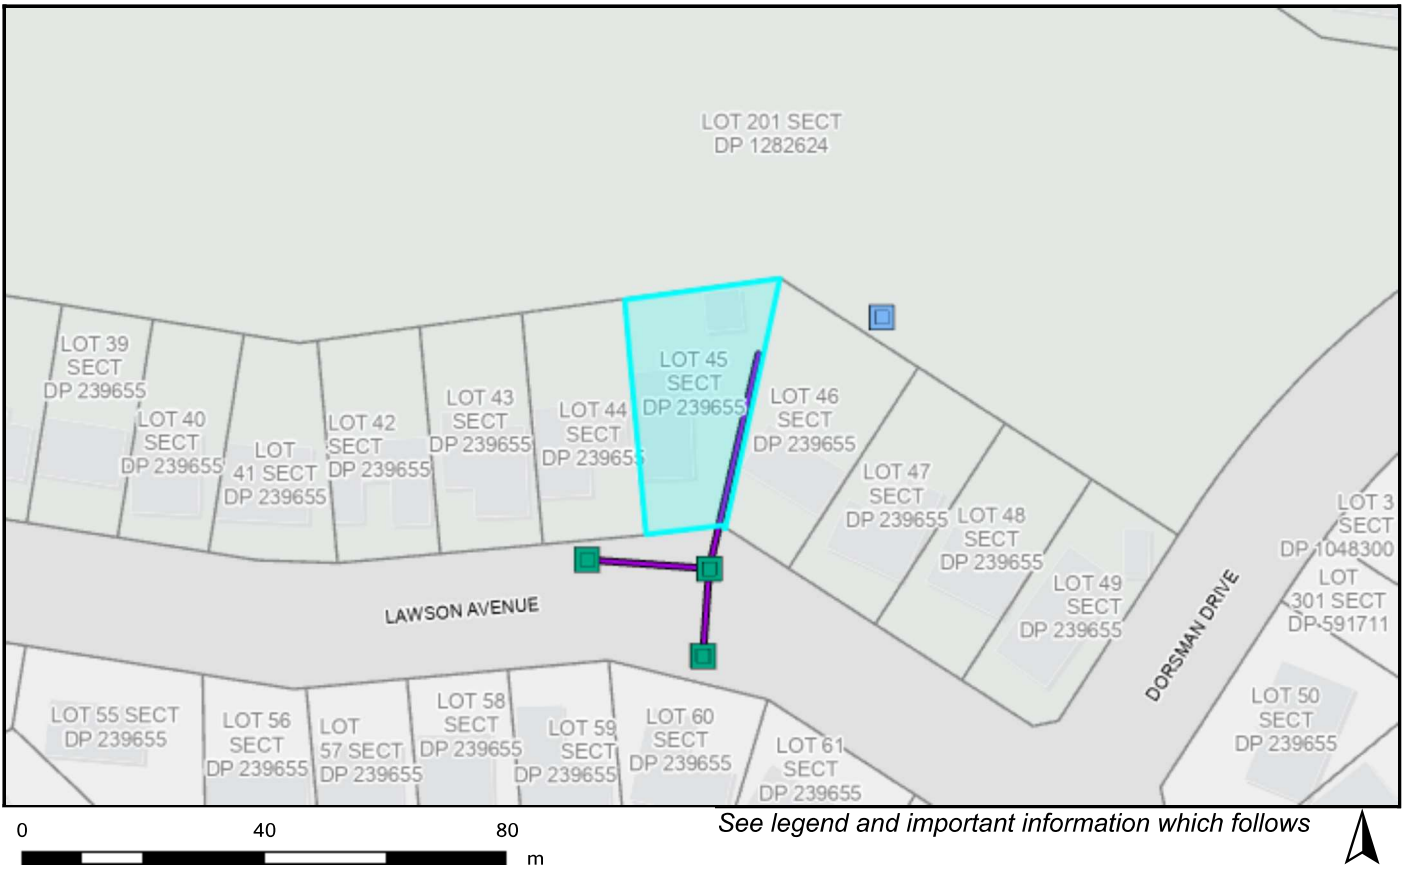 LOT 201 SECT
DP 1282624
LOT 39
SECT
DP 239655
LOT 40
SECT
DP 239655
LOT
41 SECT
DP 239655
LOT 42
SECT
DP 239655
LOT 43
SECT
DP 239655
LOT 44
SECT
DP 239655
LOT 45
SECT
DP 239655
LOT 46
SECT
DP 239655
LOT 47
SECT
DP 239655
LOT 48
SECT
DP 239655
LOT 49
SECT
DP 239655
LOT 3
SECT
DP 1048300
LOT
301 SECT
DP 591711
LAWSON AVENUE
DORSMAN DRIVE
LOT 55 SECT
DP 239655
LOT 56
SECT
DP 239655
LOT
57 SECT
DP 239655
LOT 58
SECT
DP 239655
LOT 59
SECT
DP 239655
LOT 60
SECT
DP 239655
LOT 61
SECT
DP 239655
LOT 50
SECT
DP 239655
0 40 80
m
See legend and important information which follows